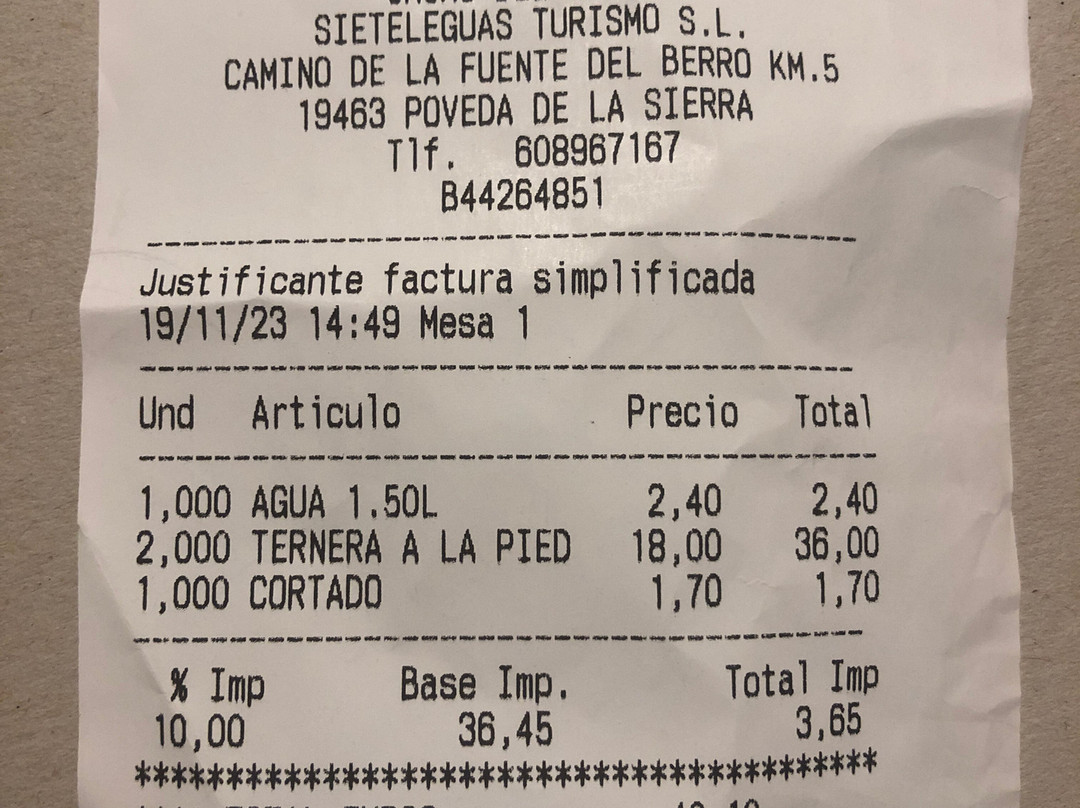 SIETELEGUAS TURISMO S.L.
CAMINO DE LA FUENTE DEL BERRO KM.5
19463 POVEDA DE LA SIERRA
Tlf. 608967167
B44264851
Justificante factura simplificada
19/11/23 14:49 Mesa 1
Und Articulo Precio Total
1,000 AGUA 1.50L 2,40 2,40
2,000 TERNERA A LA PIED 18,00 36,00
1,000 CORTADO 1,70 1,70
% Imp Base Imp. Total Imp
10,00 36,45 3,65
****************************************